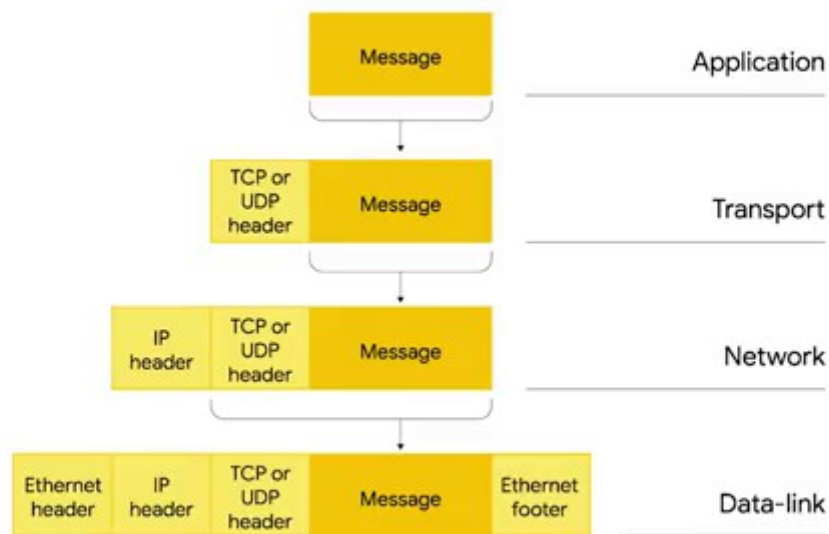 Message
Application
TCP or
UDP
header
Message
Transport
IP
header
TCP or
UDP
header
Message
Network
Ethernet
header
IP
header
TCP or
UDP
header
Message
Ethernet
footer
Data-link